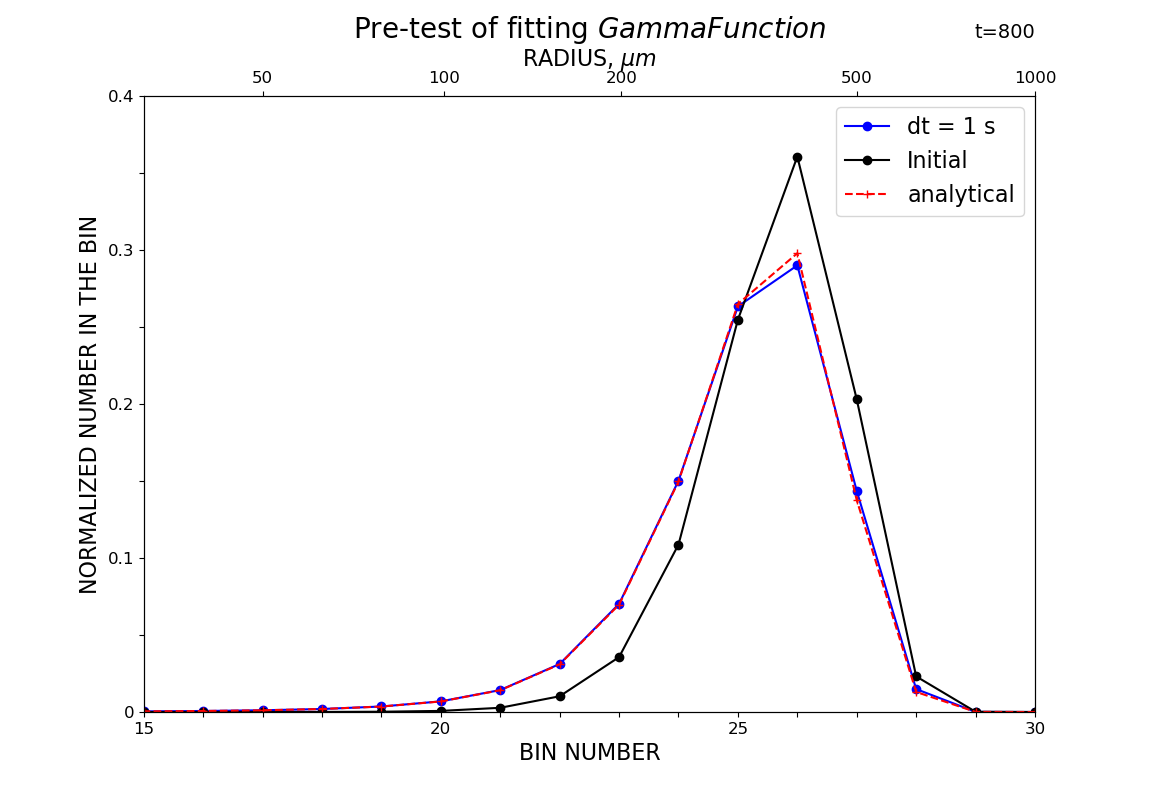 Pre-test of fitting GammaFunction
t=800
RADIUS, μm
50 100 200 500 1000
0.4
0.3
0.2
0.1
0
NORMALIZED NUMBER IN THE BIN
dt = 1 s
Initial
analytical
15 20 25 30
BIN NUMBER